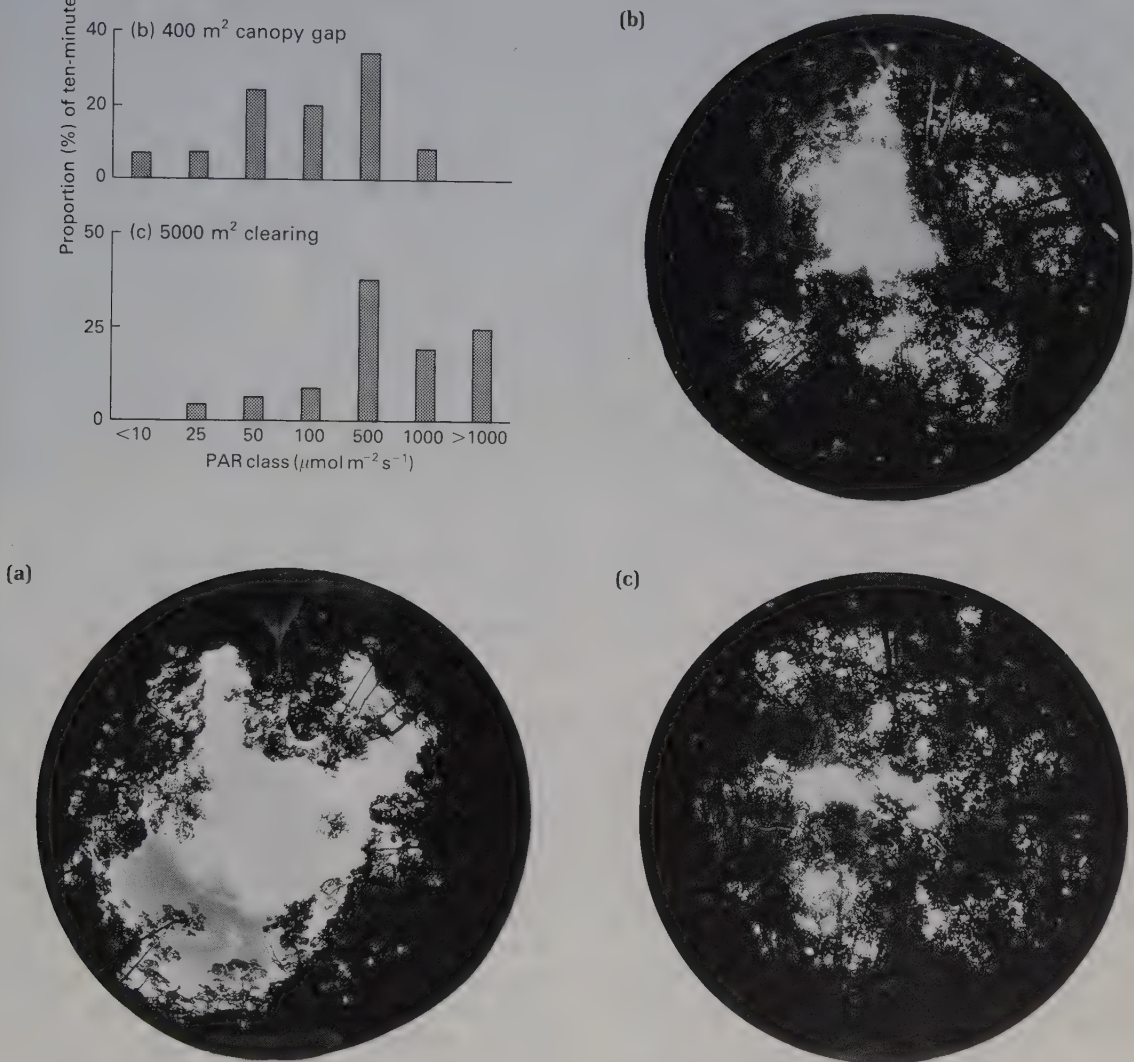 Proportion (%) of ten-minute
(b) 400 m² canopy gap
40
20
0
(c) 5000 m² clearing
50
25
0
<10 25 50 100 500 1000 >1000
PAR class (μmol m⁻² s⁻¹)
(b)
(a)
(c)